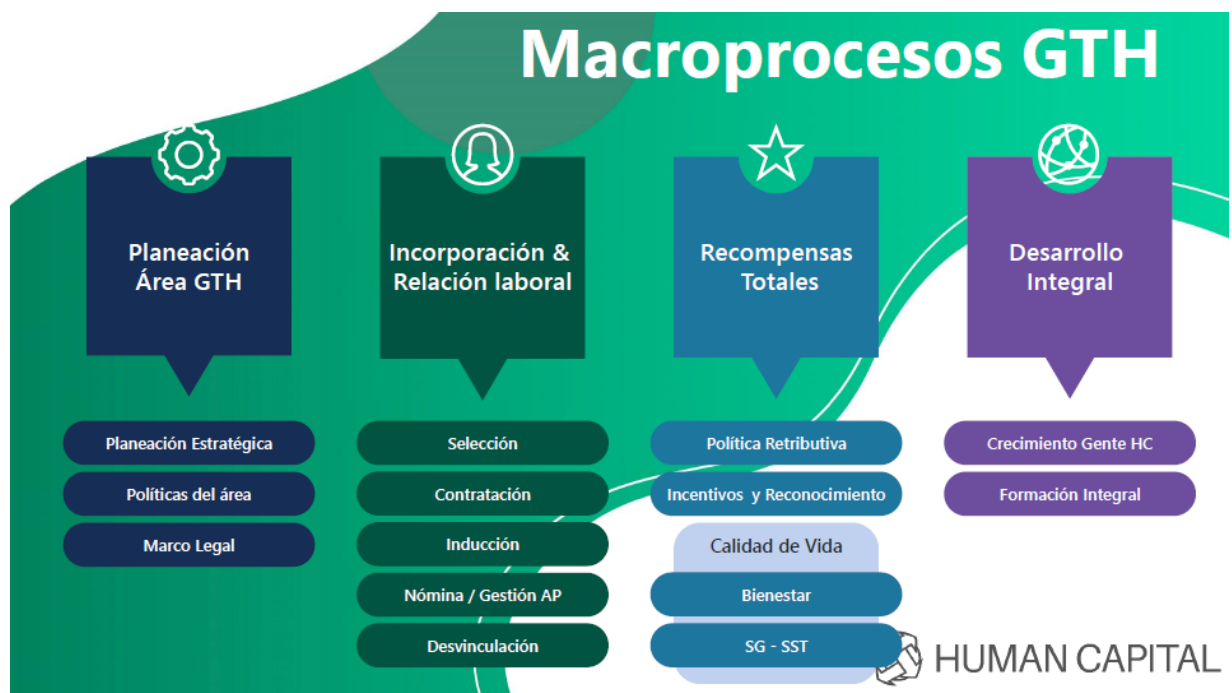 Macroprocesos GTH
Planeación
Área GTH
Planeación Estratégica
Políticas del área
Marco Legal
Incorporación &
Relación laboral
Selección
Contratación
Inducción
Nómina / Gestión AP
Desvinculación
Recompensas
Totales
Política Retributiva
Incentivos y Reconocimiento
Calidad de Vida
Bienestar
SG - SST
Desarrollo
Integral
Crecimiento Gente HC
Formación Integral
HUMAN CAPITAL